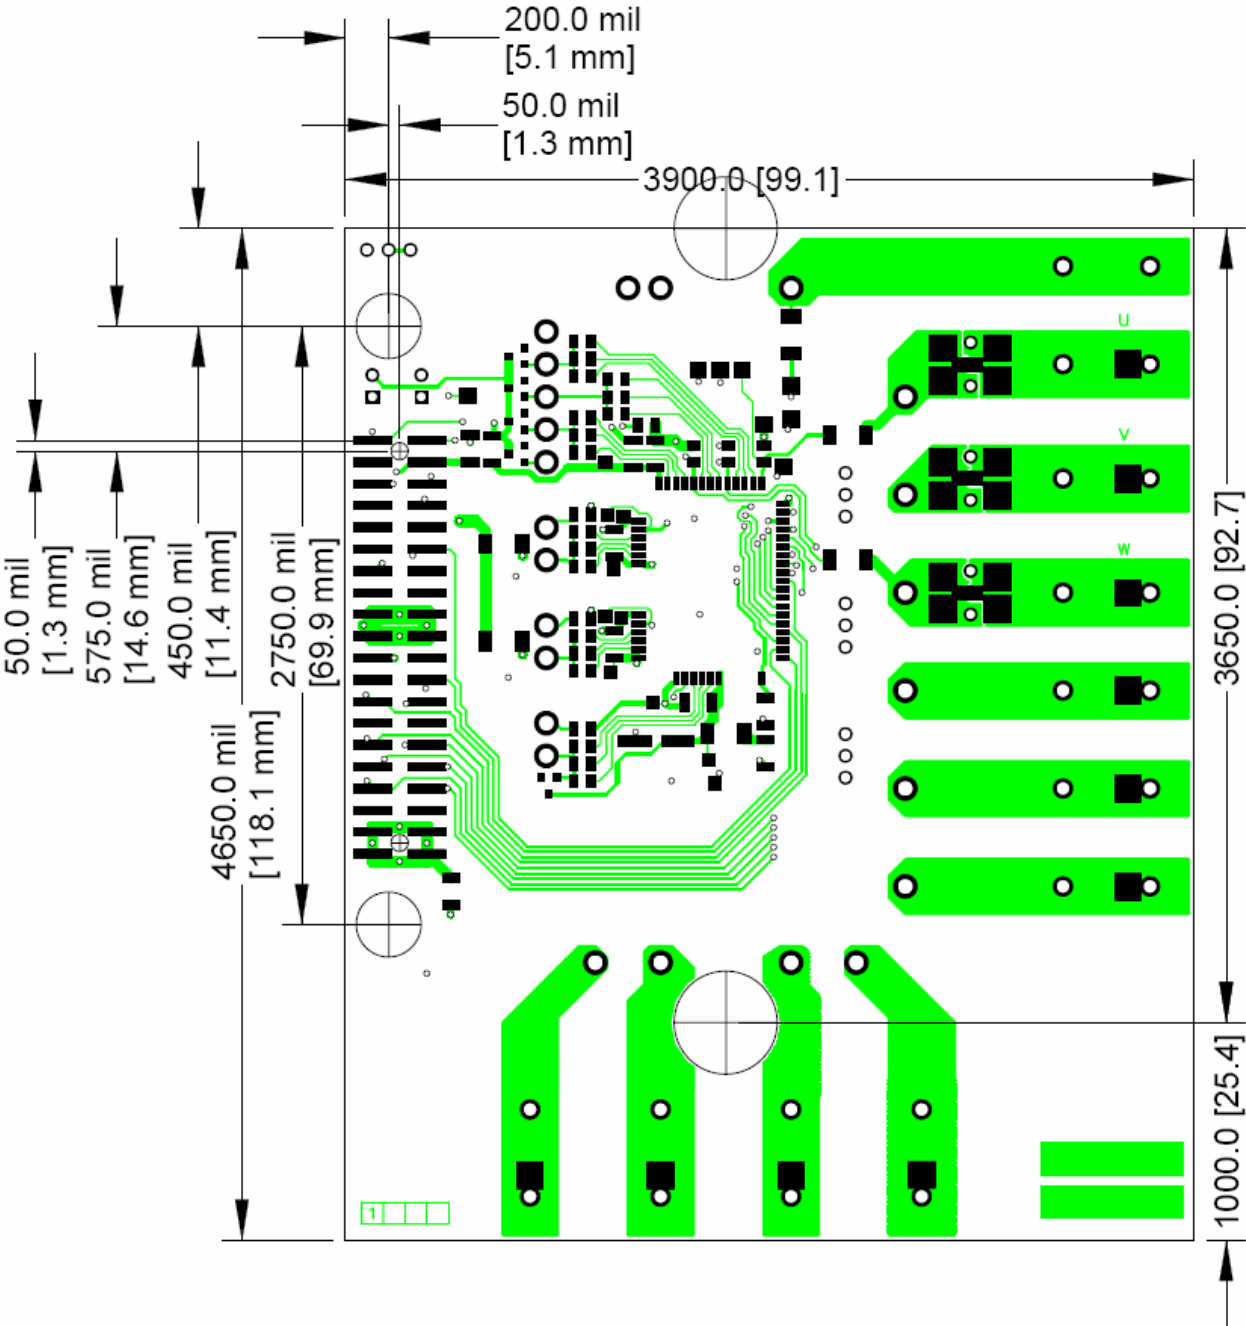 200.0 mil
[5.1 mm]
50.0 mil
[1.3 mm]
3900.0 [99.1]
U
V
W
50.0 mil
[1.3 mm]
575.0 mil
[14.6 mm]
450.0 mil
[11.4 mm]
2750.0 mil
[69.9 mm]
4650.0 mil
[118.1 mm]
3650.0 [92.7]
1000.0 [25.4]
1